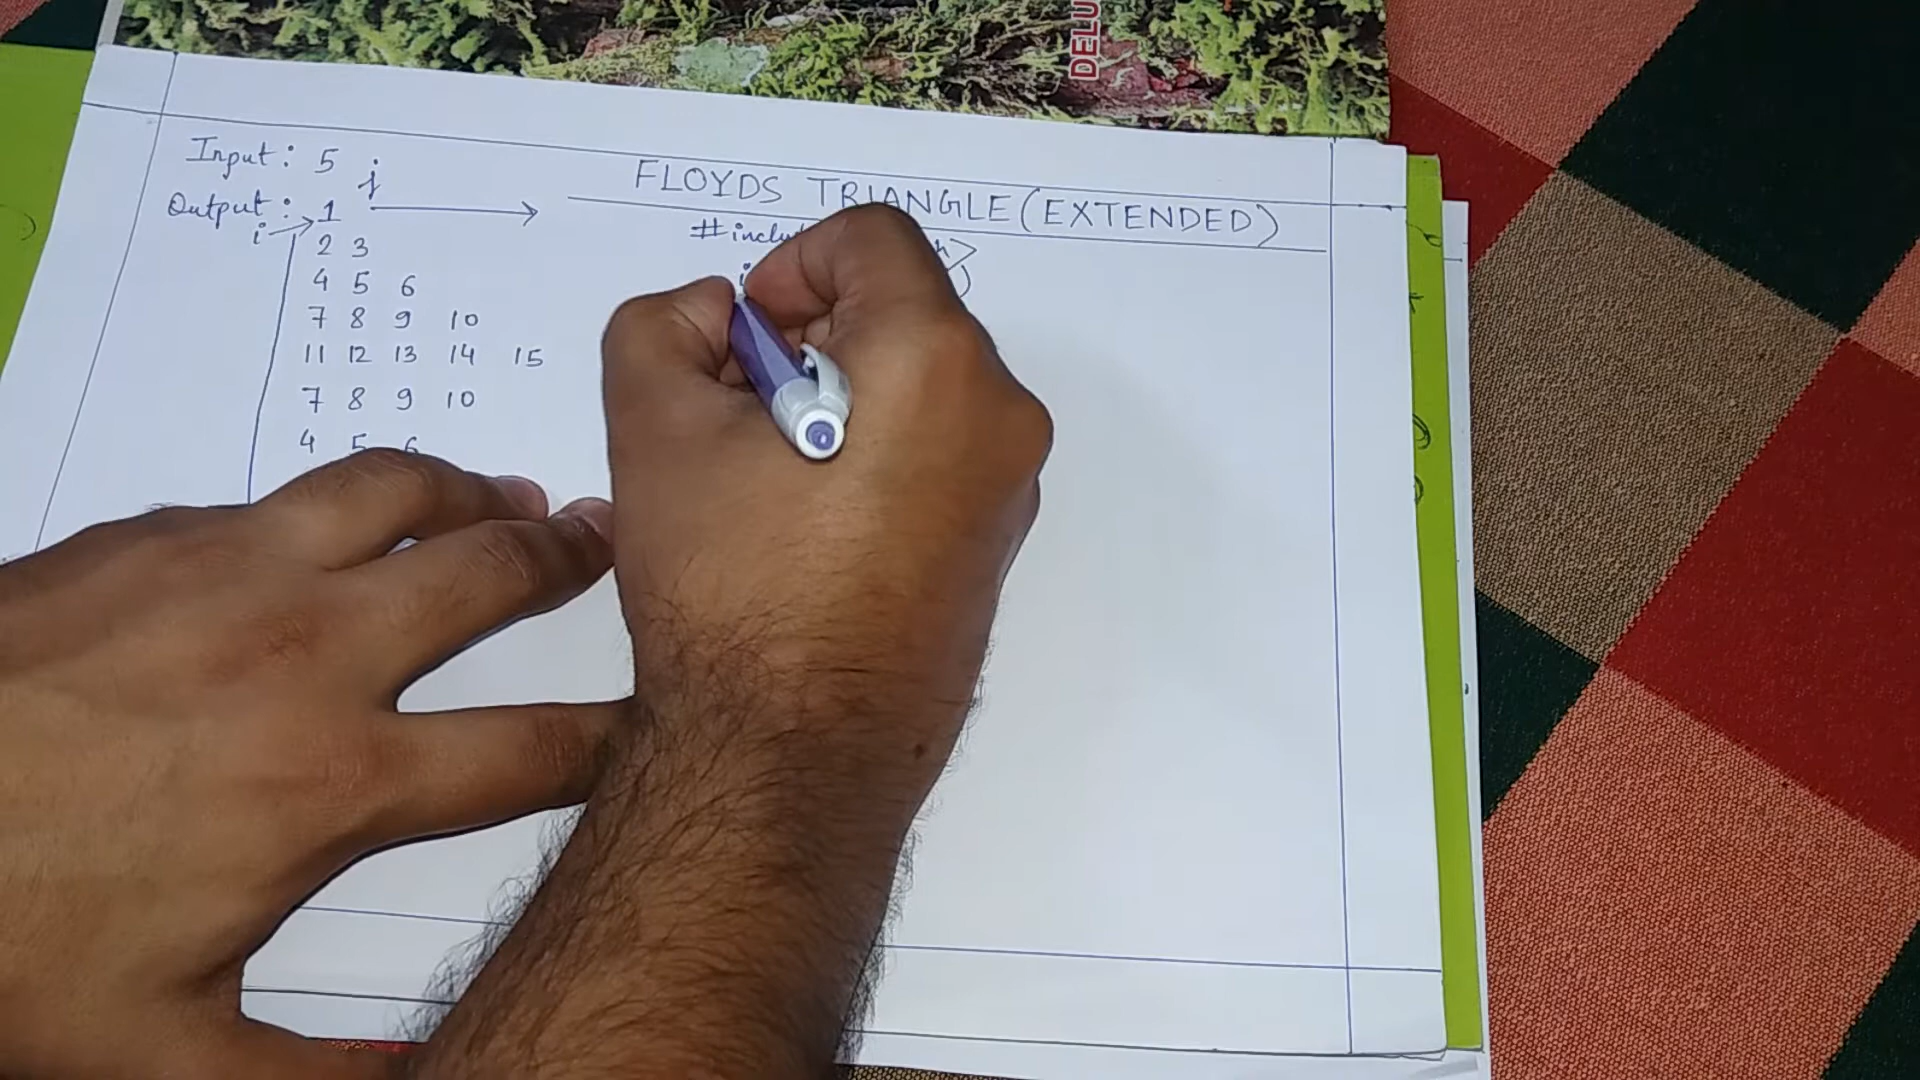 DELU
FLOYDS TRIANGLE (EXTENDED)
Input: 5
j
Output: 1
i
2 3
4 5 6
7 8 9 10
11 12 13 14 15
7 8 9 10
4 5 6
#inclu h>
i )